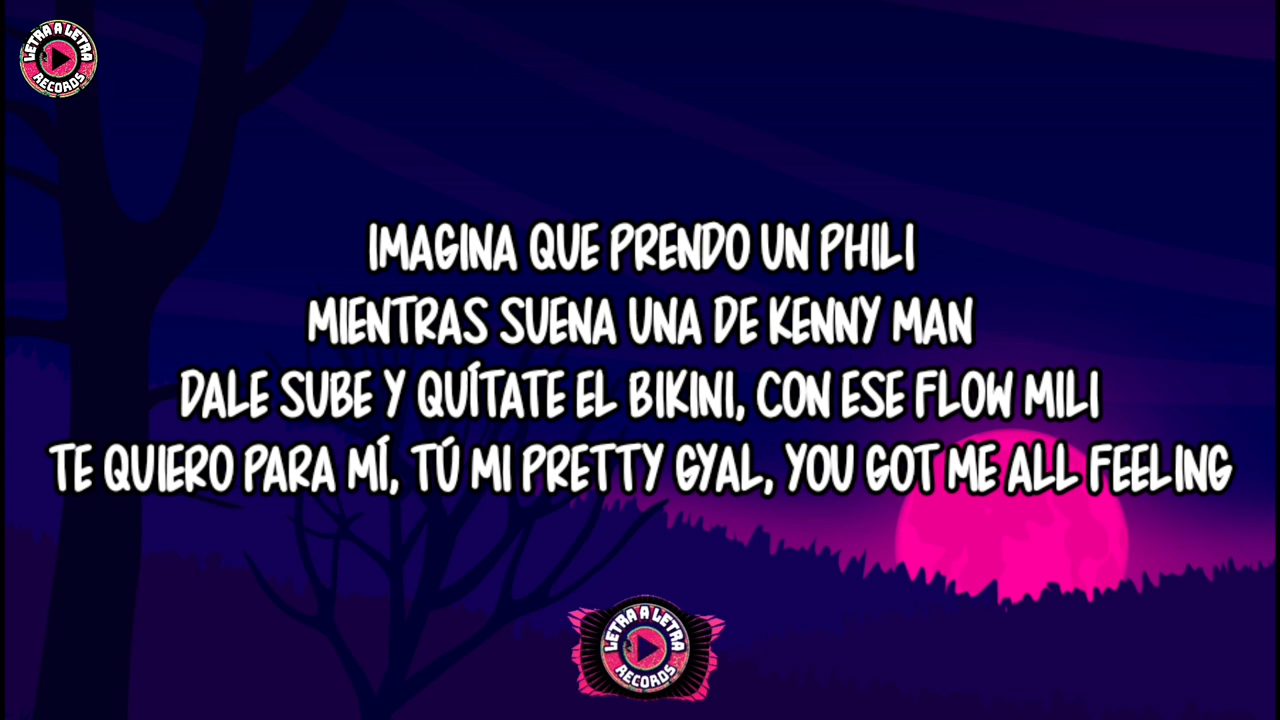 LETRA A LETRA
RECORDS
IMAGINA QUE PRENDO UN PHILI
MIENTRAS SUENA UNA DE KENNY MAN
DALE SUBE Y QUÍTATE EL BIKINI, CON ESE FLOW MILI
TE QUIERO PARA MÍ, TÚ MI PRETTY GYAL, YOU GOT ME ALL FEELING
LETRA A LETRA
RECORDS